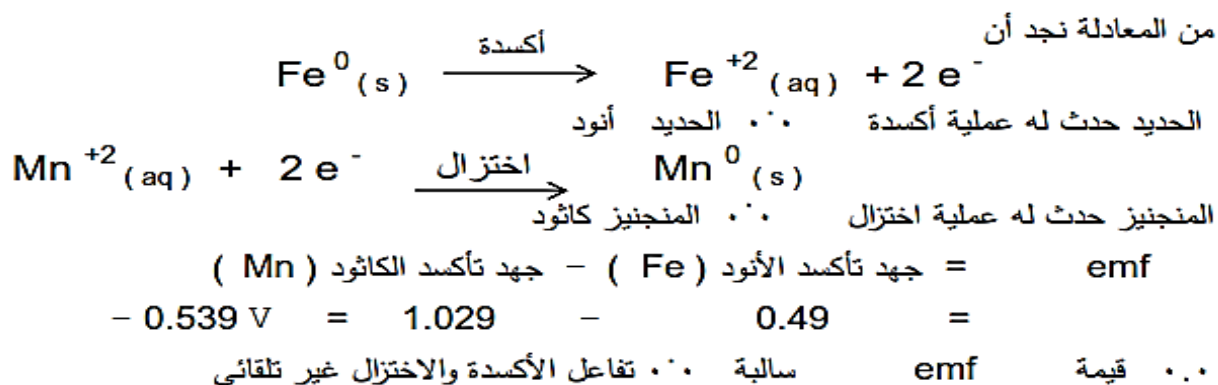 من المعادلة نجد أن
Fe⁰(s) أكسدة → Fe⁺²(aq) + 2 e⁻
الحديد حدث له عملية أكسدة ∴ الحديد أنود
Mn⁺²(aq) + 2 e⁻ اختزال → Mn⁰(s)
المنجنيز حدث له عملية اختزال ∴ المنجنيز كاثود
emf = جهد تأكسد الأنود ( Fe ) – جهد تأكسد الكاثود ( Mn )
= 0.49 – 1.029 = – 0.539 V
∵ قيمة emf سالبة ∴ تفاعل الأكسدة والاختزال غير تلقائي